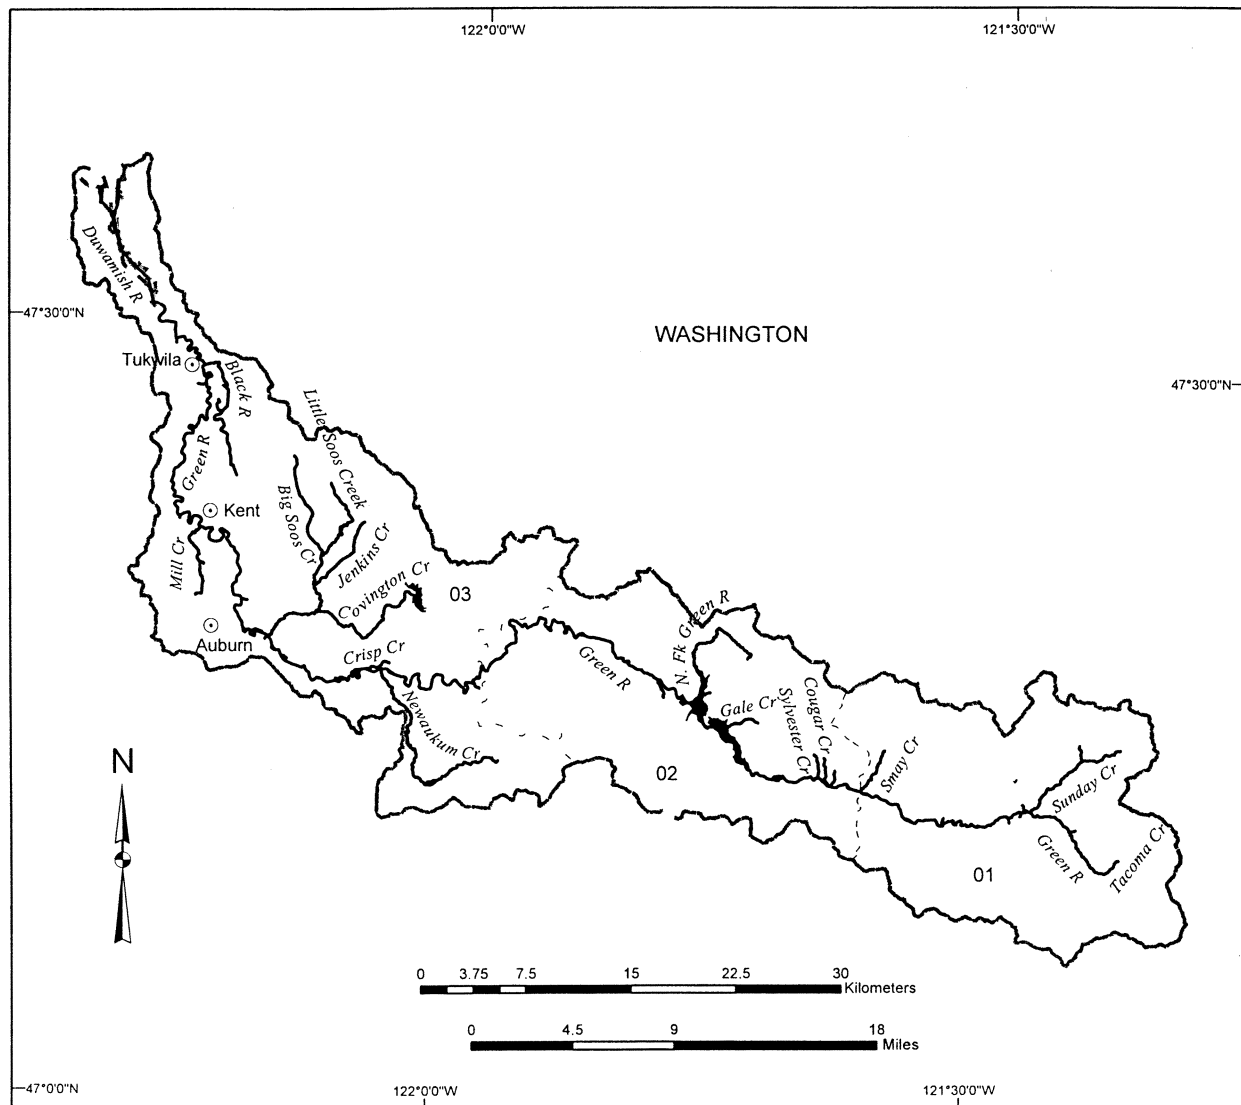 122°0'0"W
121°30'0"W
47°30'0"N
WASHINGTON
47°30'0"N
Duwamish R
Tukwila
Black R
Little Soos Creek
Green R
Kent
Big Soos Cr
Jenkins Cr
Mill Cr
Covington Cr
03
Auburn
Crisp Cr
Newaukum Cr
Green R
N. Fk Green R
Gale Cr
Sylvester Cr
Cougar Cr
Smay Cr
02
Sunday Cr
Green R
Tacoma Cr
01
N
0 3.75 7.5 15 22.5 30
Kilometers
0 4.5 9 18
Miles
47°0'0"N
122°0'0"W
121°30'0"W